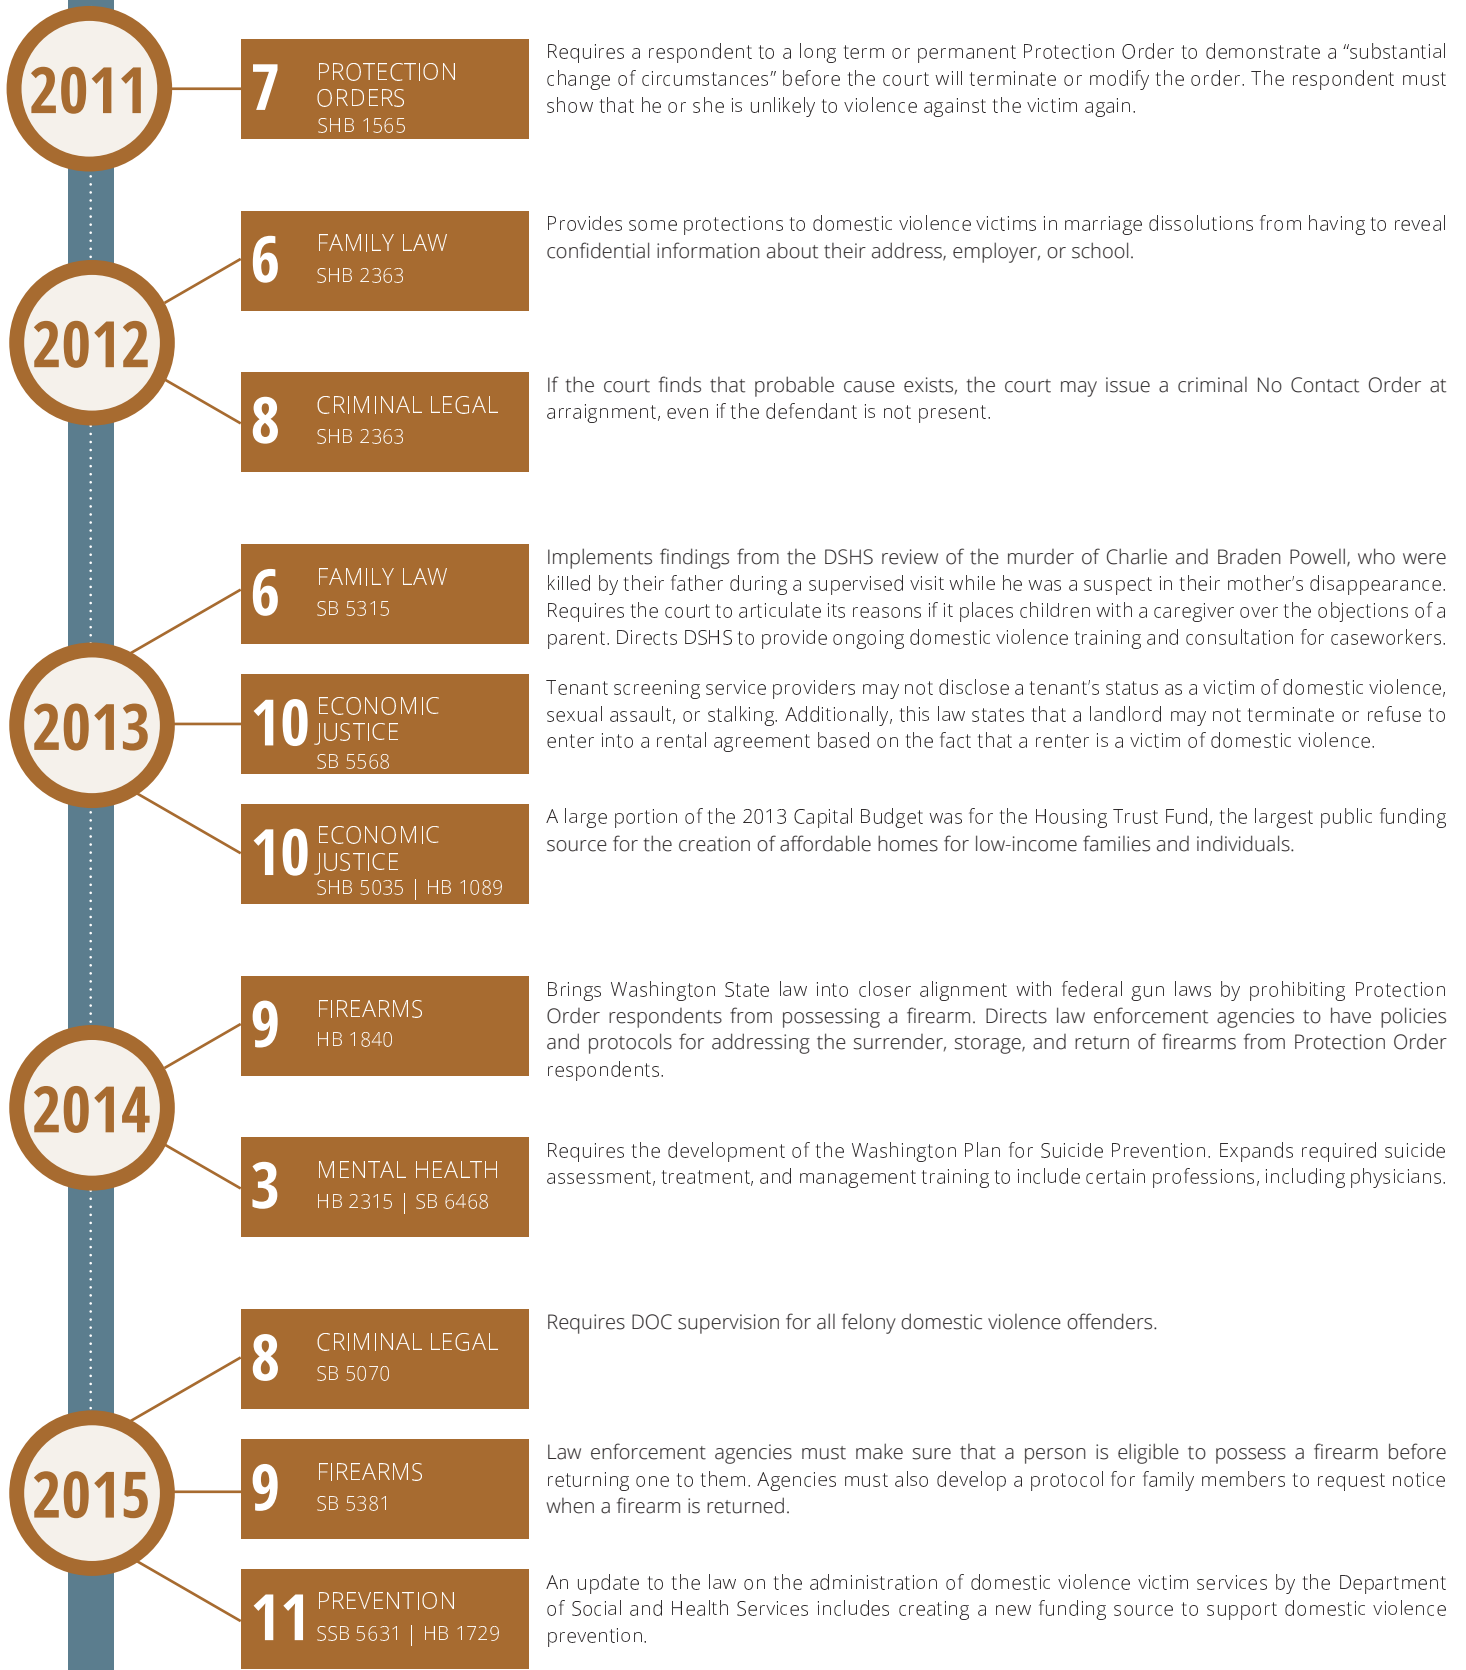 2011
7
PROTECTION
ORDERS
SHB 1565
Requires a respondent to a long term or permanent Protection Order to demonstrate a “substantial
change of circumstances” before the court will terminate or modify the order. The respondent must
show that he or she is unlikely to violence against the victim again.
2012
6
FAMILY LAW
SHB 2363
Provides some protections to domestic violence victims in marriage dissolutions from having to reveal
confidential information about their address, employer, or school.
8
CRIMINAL LEGAL
SHB 2363
If the court finds that probable cause exists, the court may issue a criminal No Contact Order at
arraignment, even if the defendant is not present.
2013
6
FAMILY LAW
SB 5315
Implements findings from the DSHS review of the murder of Charlie and Braden Powell, who were
killed by their father during a supervised visit while he was a suspect in their mother’s disappearance.
Requires the court to articulate its reasons if it places children with a caregiver over the objections of a
parent. Directs DSHS to provide ongoing domestic violence training and consultation for caseworkers.
10
ECONOMIC
JUSTICE
SB 5568
Tenant screening service providers may not disclose a tenant’s status as a victim of domestic violence,
sexual assault, or stalking. Additionally, this law states that a landlord may not terminate or refuse to
enter into a rental agreement based on the fact that a renter is a victim of domestic violence.
10
ECONOMIC
JUSTICE
SHB 5035 | HB 1089
A large portion of the 2013 Capital Budget was for the Housing Trust Fund, the largest public funding
source for the creation of affordable homes for low-income families and individuals.
2014
9
FIREARMS
HB 1840
Brings Washington State law into closer alignment with federal gun laws by prohibiting Protection
Order respondents from possessing a firearm. Directs law enforcement agencies to have policies
and protocols for addressing the surrender, storage, and return of firearms from Protection Order
respondents.
3
MENTAL HEALTH
HB 2315 | SB 6468
Requires the development of the Washington Plan for Suicide Prevention. Expands required suicide
assessment, treatment, and management training to include certain professions, including physicians.
2015
8
CRIMINAL LEGAL
SB 5070
Requires DOC supervision for all felony domestic violence offenders.
9
FIREARMS
SB 5381
Law enforcement agencies must make sure that a person is eligible to possess a firearm before
returning one to them. Agencies must also develop a protocol for family members to request notice
when a firearm is returned.
11
PREVENTION
SSB 5631 | HB 1729
An update to the law on the administration of domestic violence victim services by the Department
of Social and Health Services includes creating a new funding source to support domestic violence
prevention.